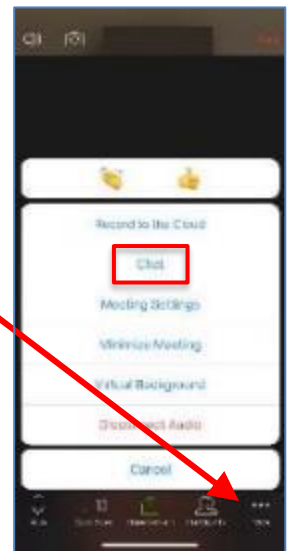 Record to the Cloud
Chat
Meeting Settings
Minimize Meeting
Virtual Background
Disconnect Audio
Cancel
Participants
More